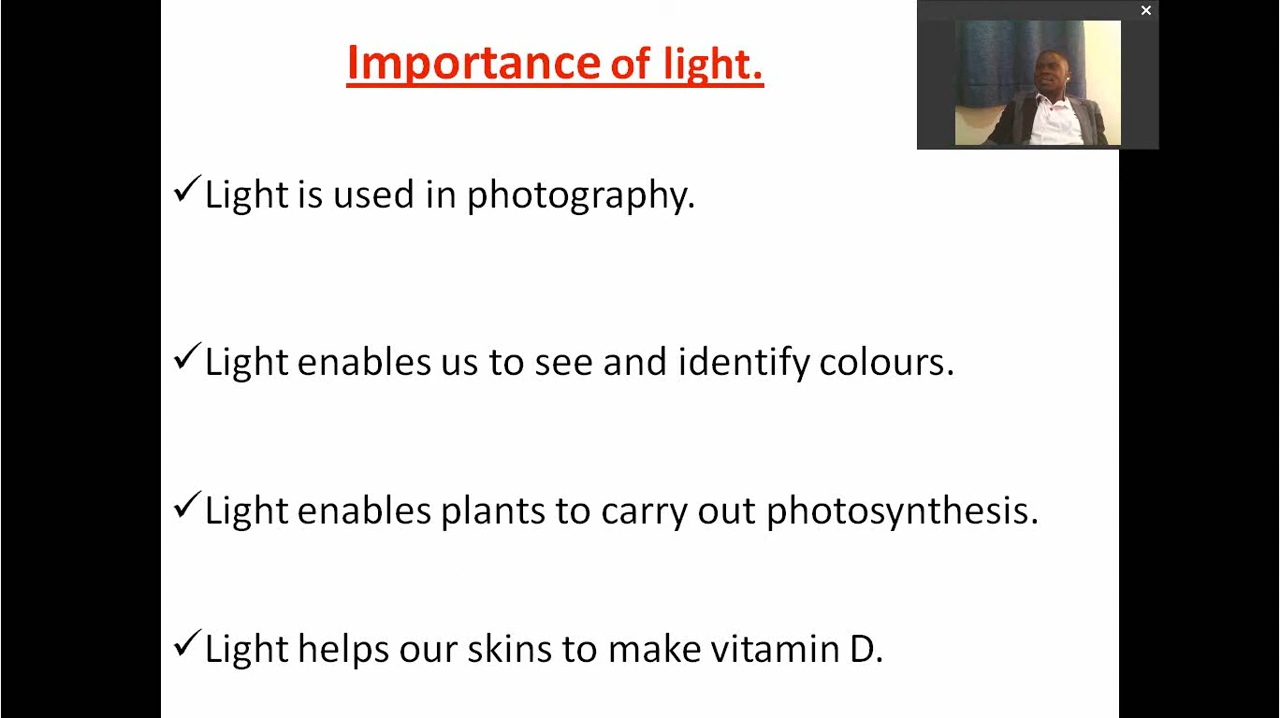 Importance of light.
✓Light is used in photography.
✓Light enables us to see and identify colours.
✓Light enables plants to carry out photosynthesis.
✓Light helps our skins to make vitamin D.